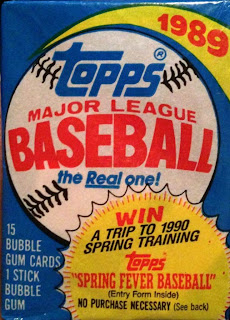 1989
Topps®
MAJOR LEAGUE
BASEBALL
the Real one!
15
BUBBLE
GUM CARDS
1 STICK
BUBBLE
GUM
WIN
A TRIP TO 1990
SPRING TRAINING
Topps
"SPRING FEVER BASEBALL"
(Entry Form Inside)
NO PURCHASE NECESSARY (See back)